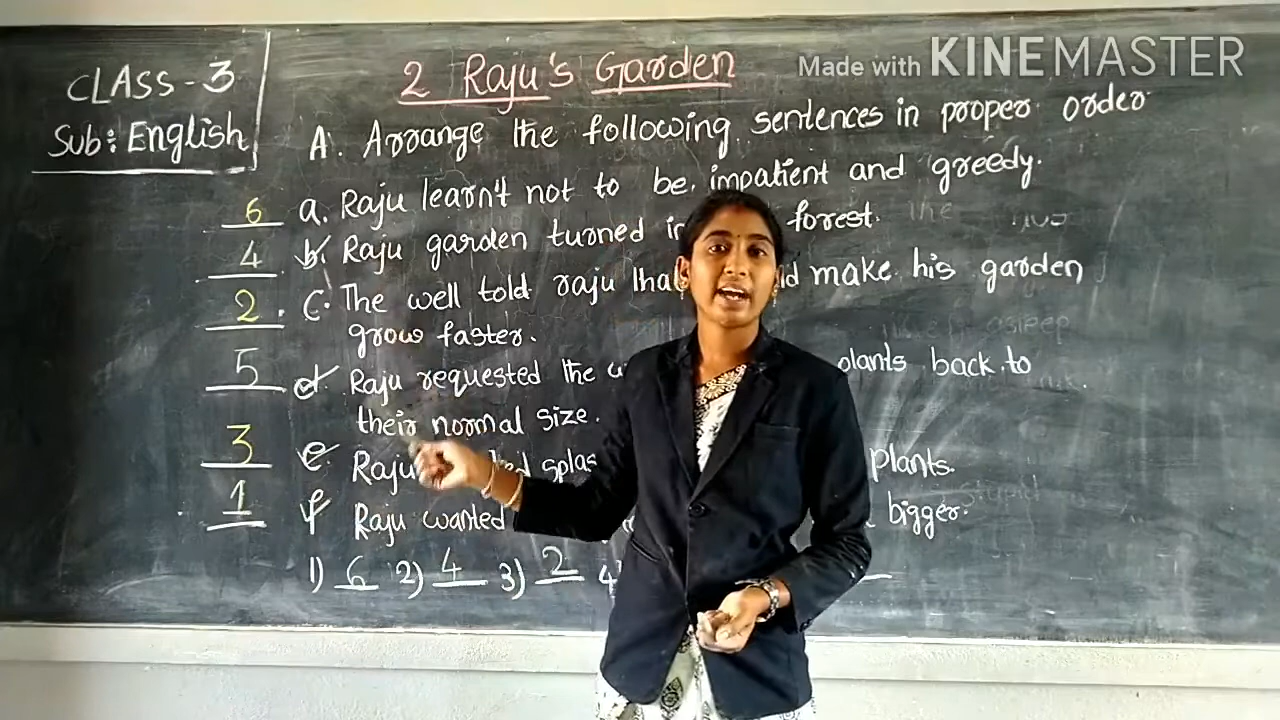 Made with KINEMASTER
CLASS - 3
Sub: English
2 Raju's Garden
A. Arrange the following sentences in proper order
6 a. Raju learn't not to be impatient and greedy.
4 b. Raju garden turned forest.
2 . c. The well told raju make his garden
grow faster.
5 d. Raju requested the plants back to
their normal size.
3 e. Raju plants.
1 f Raju wanted bigger.
1) 6 2) 4 3) 2 4)